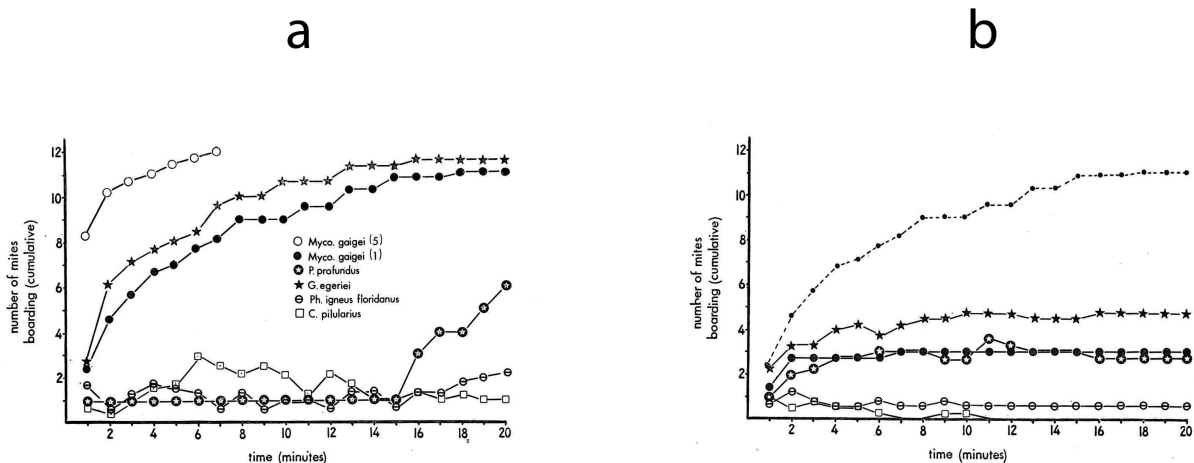 a
b
12
10
8
6
4
2
number of mites
boarding (cumulative)
Myco. gaigei (5)
Myco. gaigei (1)
P. profundus
G. egeriei
Ph. igneus floridanus
C. pilularius
2 4 6 8 10 12 14 16 18 20
time (minutes)
12
10
8
6
4
2
number of mites
boarding (cumulative)
2 4 6 8 10 12 14 16 18 20
time (minutes)